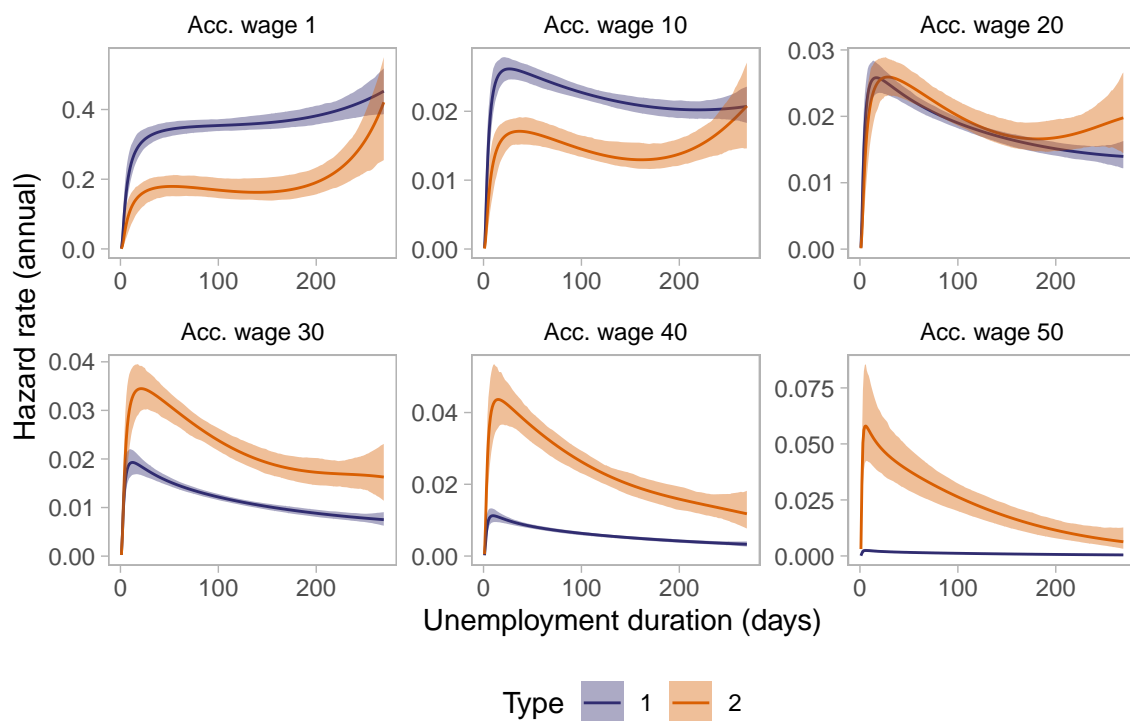 Acc. wage 1 Acc. wage 10 Acc. wage 20
0.4
0.2
0.0
0 100 200
0.02
0.01
0.00
0 100 200
0.03
0.02
0.01
0.00
0 100 200
Hazard rate (annual)
Acc. wage 30 Acc. wage 40 Acc. wage 50
0.04
0.03
0.02
0.01
0.00
0 100 200
0.04
0.02
0.00
0 100 200
0.075
0.050
0.025
0.000
0 100 200
Unemployment duration (days)
Type 1 2